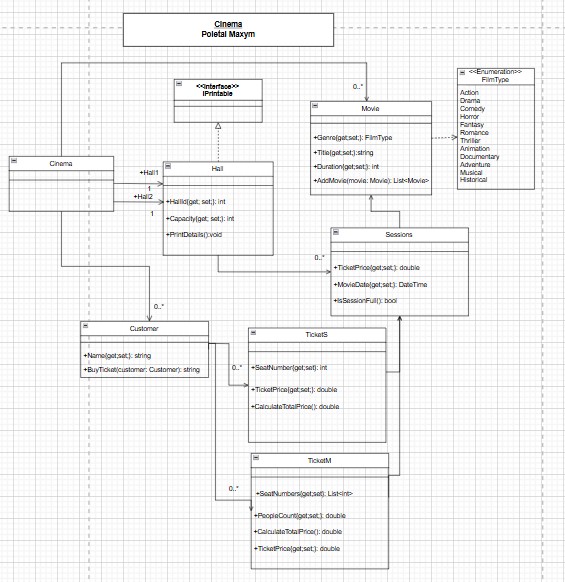 Cinema
Poletai Maxym
<<Interface>>
IPrintable
0..*
<<Enumeration>>
FilmType
Action
Drama
Comedy
Horror
Fantasy
Romance
Thriller
Animation
Documentary
Adventure
Musical
Historical
Movie
+Genre{get;set;}: FilmType
+Title{get;set;}:string
+Duration{get;set;}: int
+AddMovie(movie: Movie): List<Movie>
Cinema
+Hall1
1
+Hall2
1
Hall
+HallId{get; set;}: int
+Capacity{get; set;}: int
+PrintDetails():void
Sessions
0..*
+TicketPrice{get;set;}: double
+MovieDate{get;set;}: DateTime
+IsSessionFull(): bool
0..*
Customer
+Name{get;set;}: string
+BuyTicket(customer: Customer): string
TicketS
0..*
+SeatNumber{get;set}: int
+TicketPrice{get;set;}: double
+CalculateTotalPrice(): double
TicketM
0..*
+SeatNumbers{get;set}: List<int>
+PeopleCount{get;set;}: double
+CalculateTotalPrice(): double
+TicketPrice{get;set;}: double